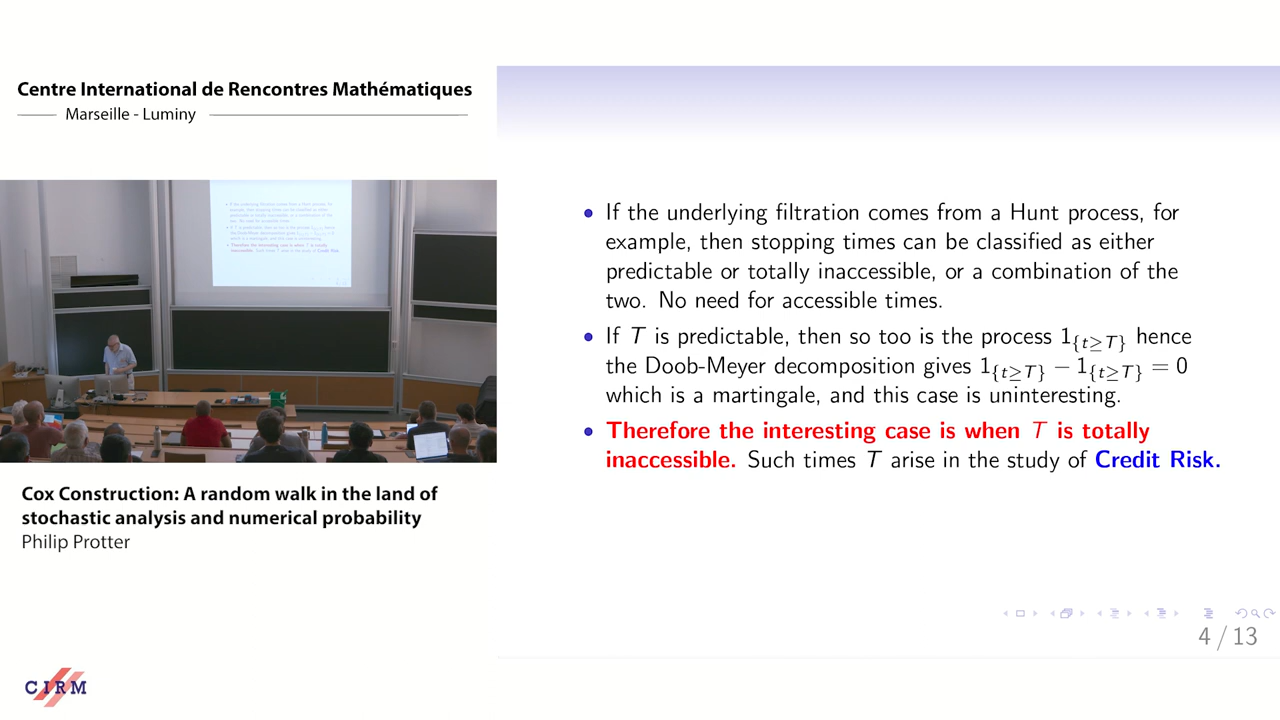 Centre International de Rencontres Mathématiques
Marseille - Luminy
If the underlying filtration comes from a Hunt process, for
example, then stopping times can be classified as either
predictable or totally inaccessible, or a combination of the
two. No need for accessible times.
If T is predictable, then so too is the process 1_{t≥T} hence
the Doob-Meyer decomposition gives 1_{t≥T} − 1_{t≥T} = 0
which is a martingale, and this case is uninteresting.
Therefore the interesting case is when T is totally
inaccessible. Such times T arise in the study of Credit Risk.
Cox Construction: A random walk in the land of
stochastic analysis and numerical probability
Philip Protter
4 / 13
CIRM